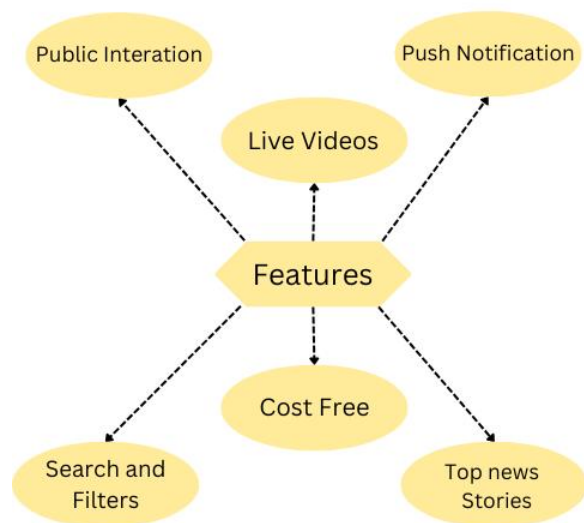 Public Interation
Push Notification
Live Videos
Features
Cost Free
Search and
Filters
Top news
Stories